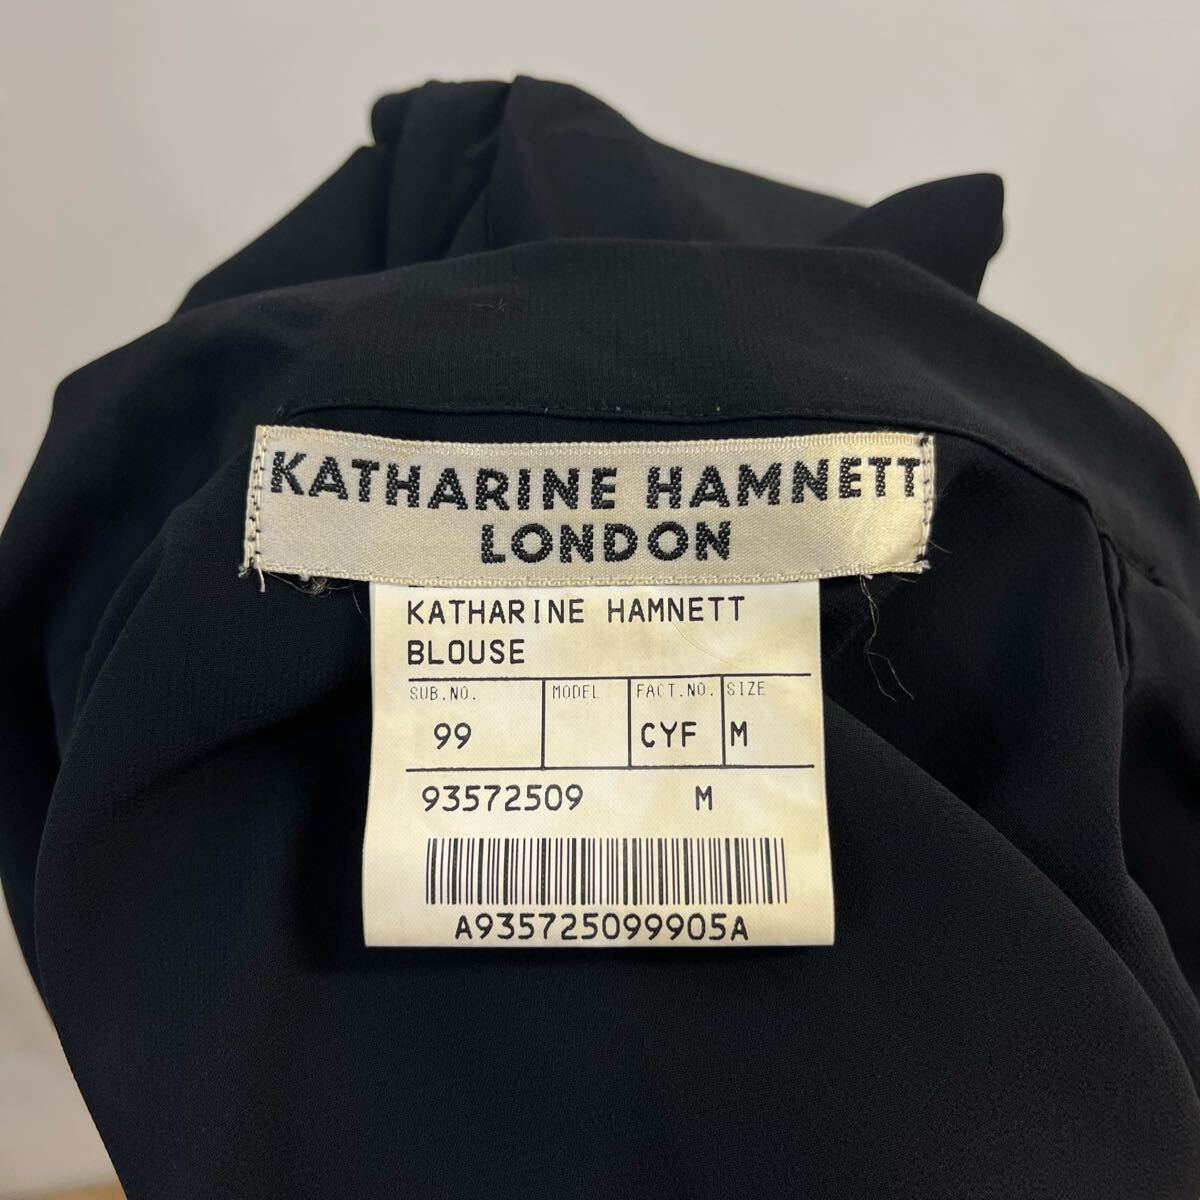 KATHARINE HAMNETT
LONDON
KATHARINE HAMNETT
BLOUSE
SUB.NO. MODEL FACT.NO. SIZE
99 CYF M
93572509 M
A935725099905A